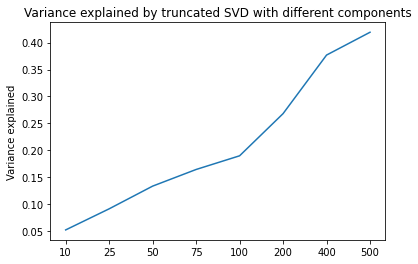 Variance explained by truncated SVD with different components
Variance explained
0.40
0.35
0.30
0.25
0.20
0.15
0.10
0.05
10 25 50 75 100 200 400 500